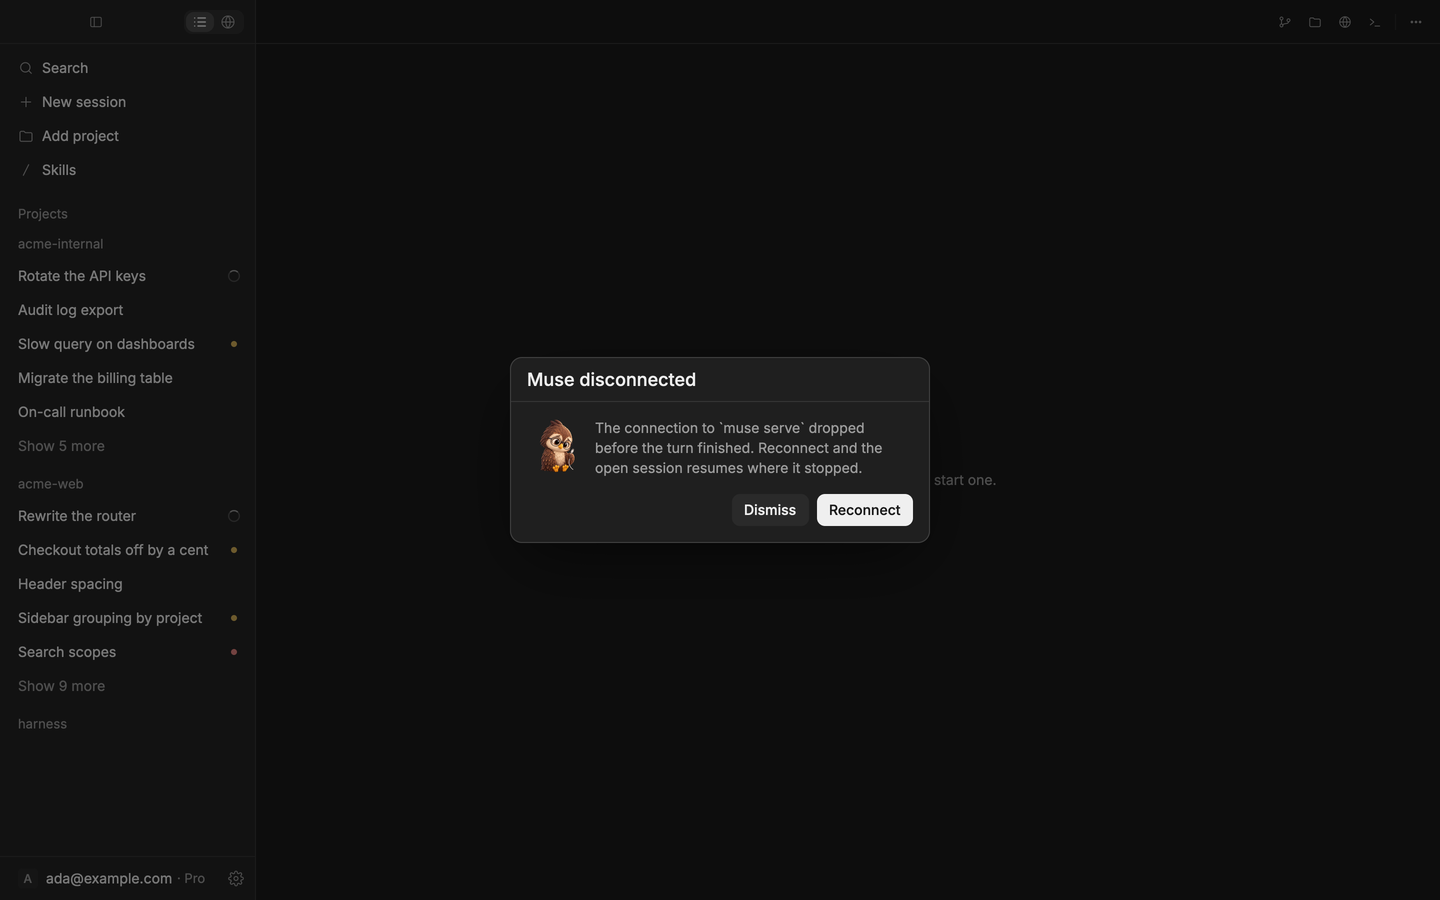 Search
New session
Add project
Skills
Projects
acme-internal
Rotate the API keys
Audit log export
Slow query on dashboards
Migrate the billing table
On-call runbook
Show 5 more
acme-web
Rewrite the router
Checkout totals off by a cent
Header spacing
Sidebar grouping by project
Search scopes
Show 9 more
harness
A ada@example.com · Pro
Muse disconnected
The connection to `muse serve` dropped
before the turn finished. Reconnect and the
open session resumes where it stopped.
Dismiss
Reconnect
start one.